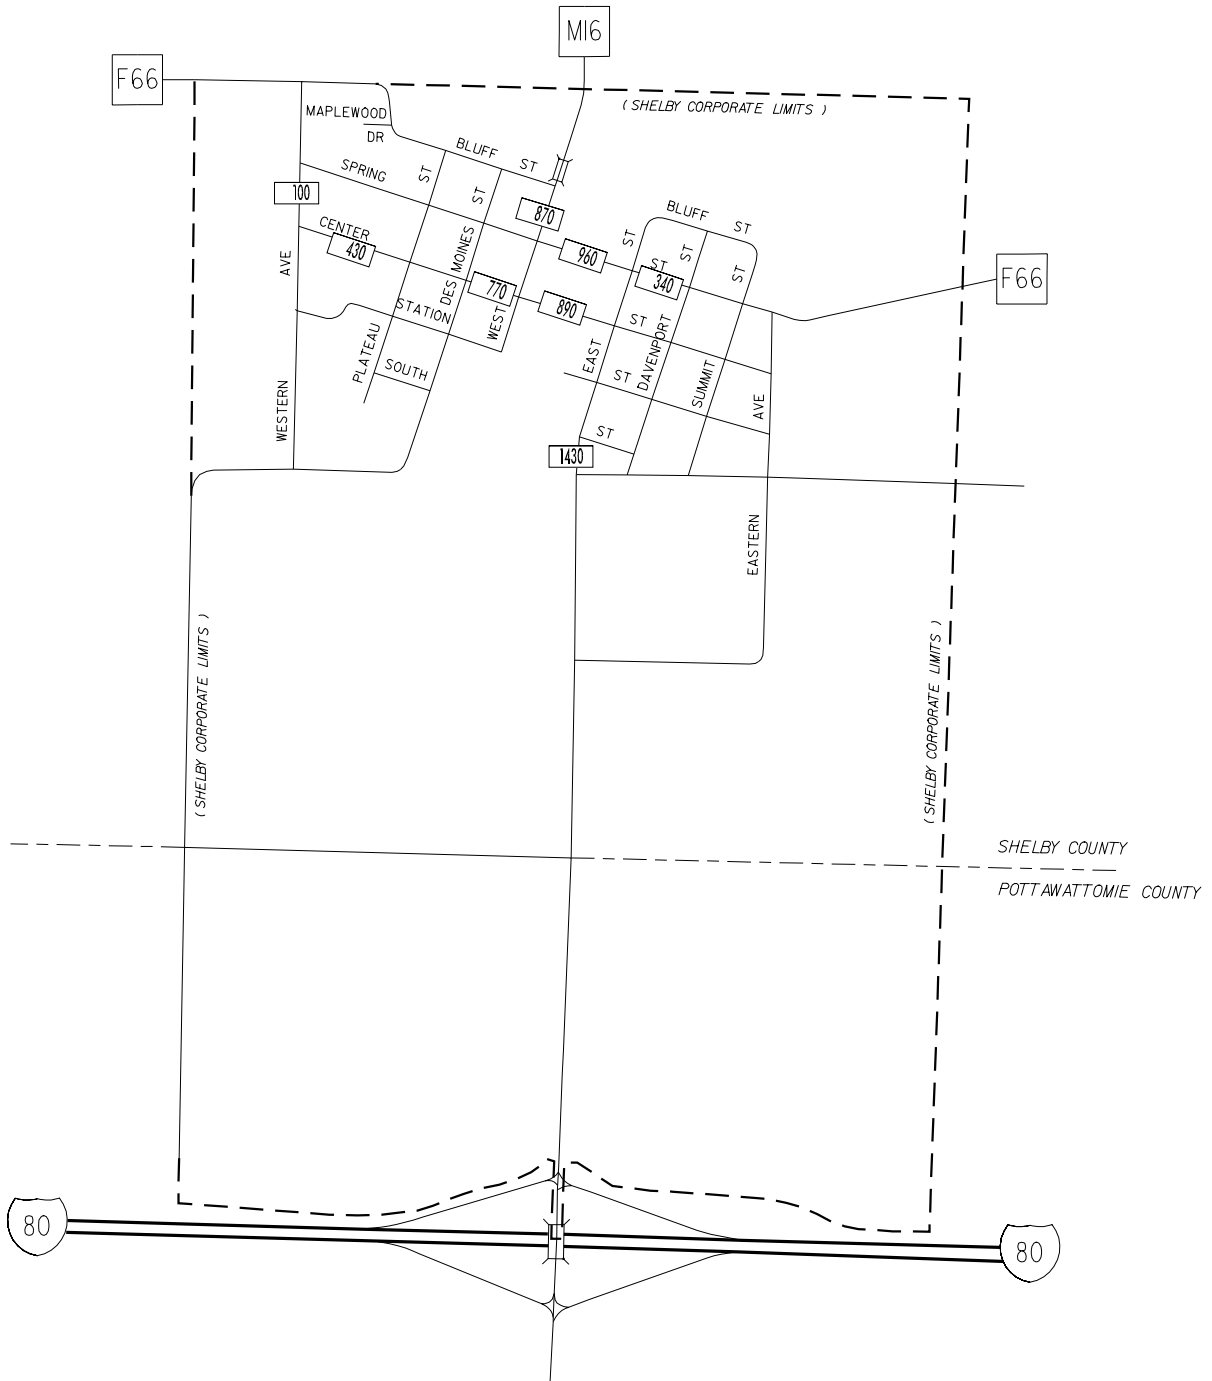 M16
F66
( SHELBY CORPORATE LIMITS )
MAPLEWOOD
DR
BLUFF ST
SPRING
ST
ST
100
870
BLUFF ST
CENTER
430
960
ST
ST
ST
340
ST
F66
AVE
DES MOINES
770
890
STATION
WEST
ST
PLATEAU
SOUTH
EAST
ST
DAVENPORT
SUMMIT
AVE
WESTERN
ST
1430
EASTERN
( SHELBY CORPORATE LIMITS )
( SHELBY CORPORATE LIMITS )
SHELBY COUNTY
POTTAWATTOMIE COUNTY
80
80